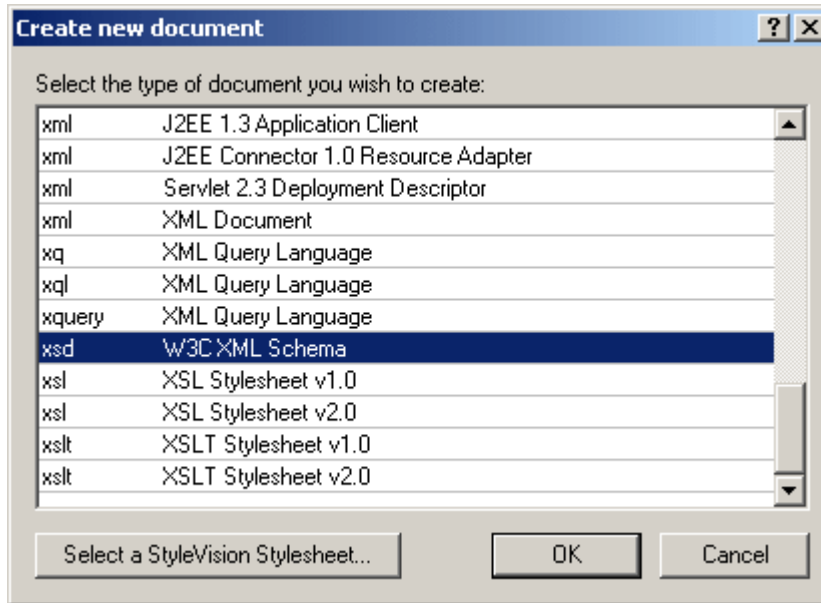 Create new document
Select the type of document you wish to create:
xml J2EE 1.3 Application Client
xml J2EE Connector 1.0 Resource Adapter
xml Servlet 2.3 Deployment Descriptor
xml XML Document
xq XML Query Language
xql XML Query Language
xquery XML Query Language
xsd W3C XML Schema
xsl XSL Stylesheet v1.0
xsl XSL Stylesheet v2.0
xslt XSLT Stylesheet v1.0
xslt XSLT Stylesheet v2.0
Select a StyleVision Stylesheet... OK Cancel